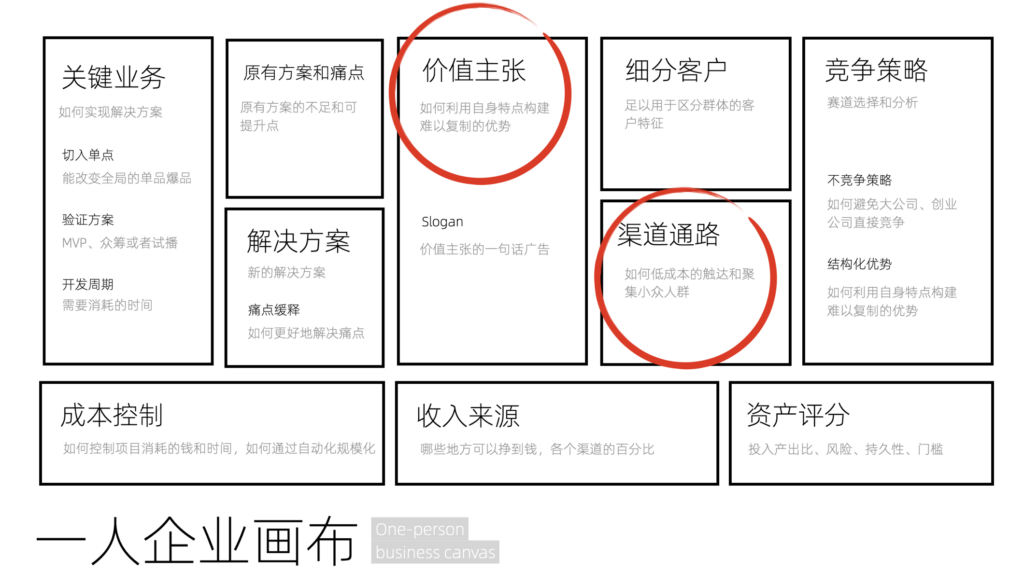 关键业务
如何实现解决方案
切入单点
能改变全局的单品爆品
验证方案
MVP、众筹或者试播
开发周期
需要消耗的时间
原有方案和痛点
原有方案的不足和可
提升点
解决方案
新的解决方案
痛点缓释
如何更好地解决痛点
价值主张
如何利用自身特点构建
难以复制的优势
Slogan
价值主张的一句话广告
细分客户
足以用于区分群体的客
户特征
渠道通路
如何低成本的触达和聚
集小众人群
竞争策略
赛道选择和分析
不竞争策略
如何避免大公司、创业
公司直接竞争
结构化优势
如何利用自身特点构建
难以复制的优势
成本控制
如何控制项目消耗的钱和时间，如何通过自动化规模化
收入来源
哪些地方可以挣到钱，各个渠道的百分比
资产评分
投入产出比、风险、持久性、门槛
一人企业画布
One-person
business canvas